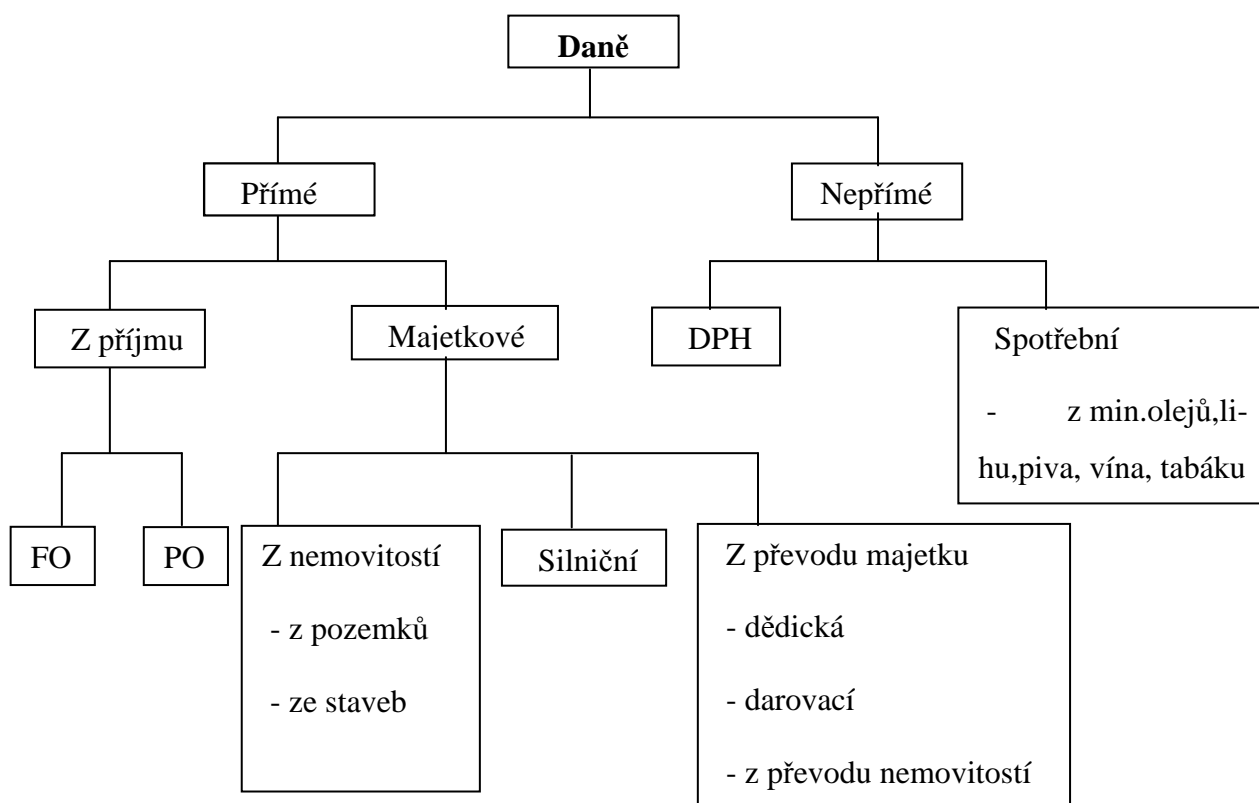 Daně
Přímé
Nepřímé
Z příjmu
Majetkové
DPH
Spotřební
- z min.olejů,li-
hu,piva, vína, tabáku
FO
PO
Z nemovitostí
- z pozemků
- ze staveb
Silniční
Z převodu majetku
- dědická
- darovací
- z převodu nemovitostí